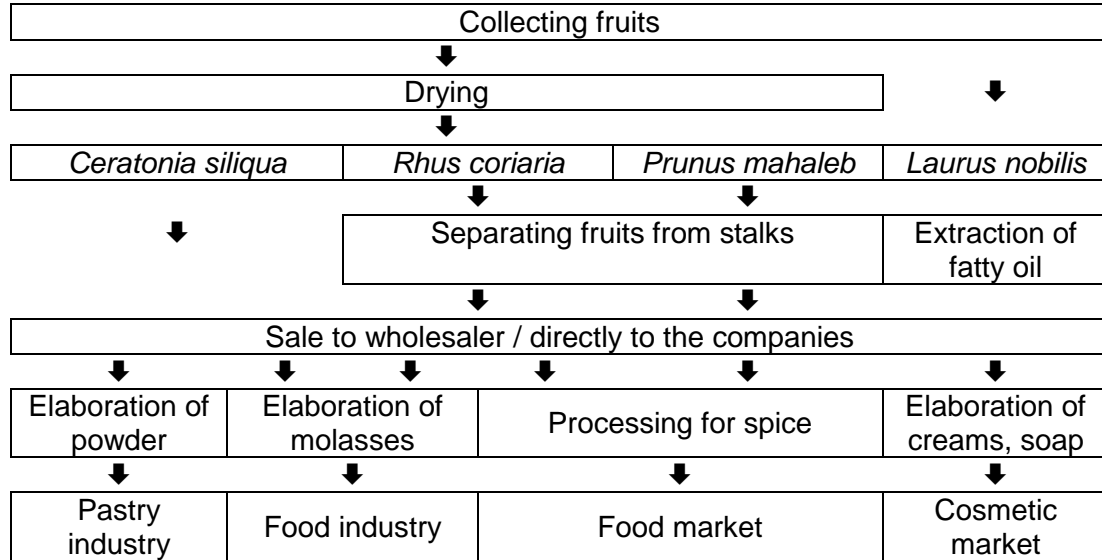 Collecting fruits
Drying
Ceratonia siliqua
Rhus coriaria
Prunus mahaleb
Laurus nobilis
Separating fruits from stalks
Extraction of
fatty oil
Sale to wholesaler / directly to the companies
Elaboration of
powder
Elaboration of
molasses
Processing for spice
Elaboration of
creams, soap
Pastry
industry
Food industry
Food market
Cosmetic
market